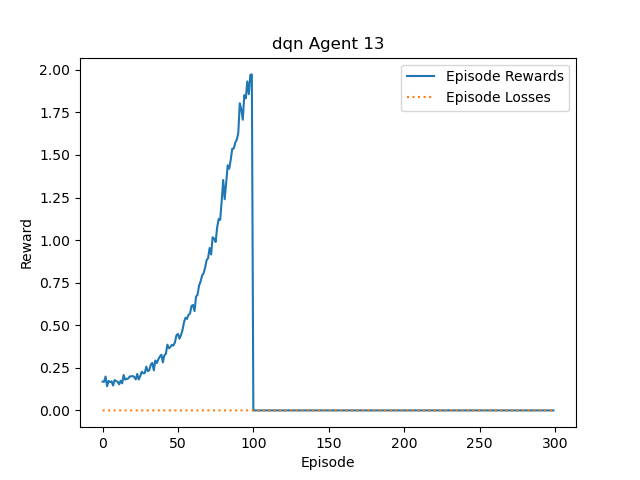 dqn Agent 13
Episode Rewards
Episode Losses
2.00
1.75
1.50
1.25
1.00
0.75
0.50
0.25
0.00
Reward
0 50 100 150 200 250 300
Episode